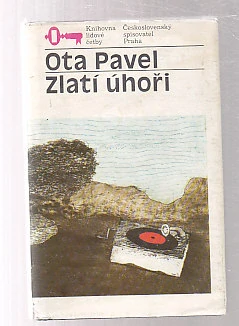 Knihovna
lidové
četby
Československý
spisovatel
Praha
Ota Pavel
Zlatí úhoři